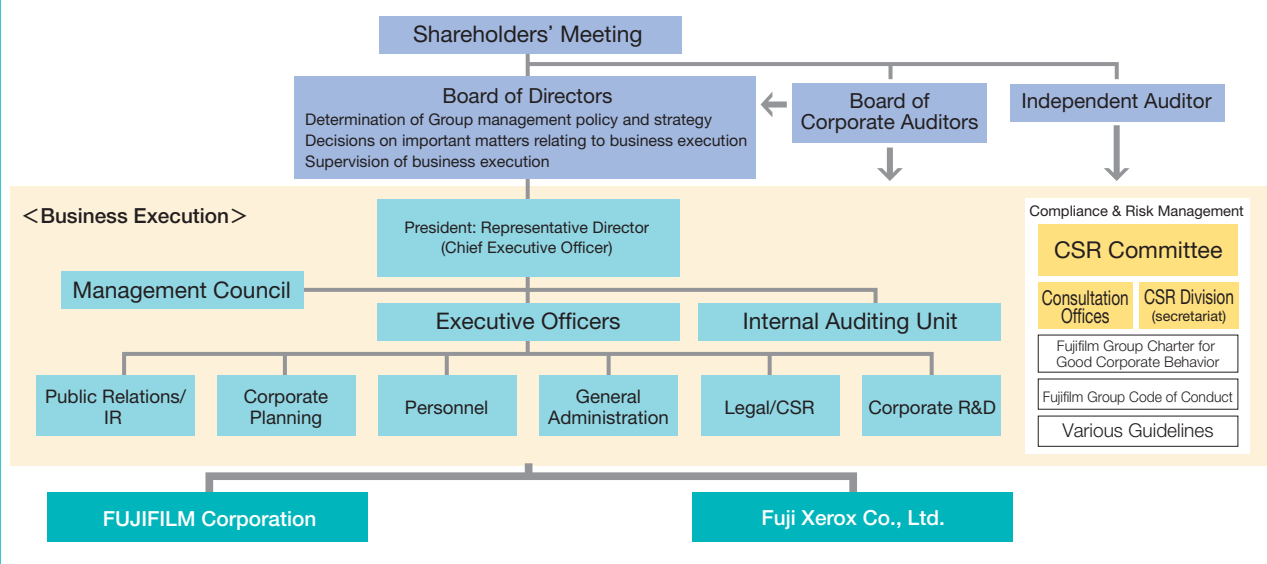 Shareholders’ Meeting
Board of Directors
Determination of Group management policy and strategy
Decisions on important matters relating to business execution
Supervision of business execution
Board of
Corporate Auditors
Independent Auditor
<Business Execution>
President: Representative Director
(Chief Executive Officer)
Management Council
Executive Officers
Internal Auditing Unit
Public Relations/
IR
Corporate
Planning
Personnel
General
Administration
Legal/CSR
Corporate R&D
Compliance & Risk Management
CSR Committee
Consultation
Offices
CSR Division
(secretariat)
Fujifilm Group Charter for
Good Corporate Behavior
Fujifilm Group Code of Conduct
Various Guidelines
FUJIFILM Corporation
Fuji Xerox Co., Ltd.